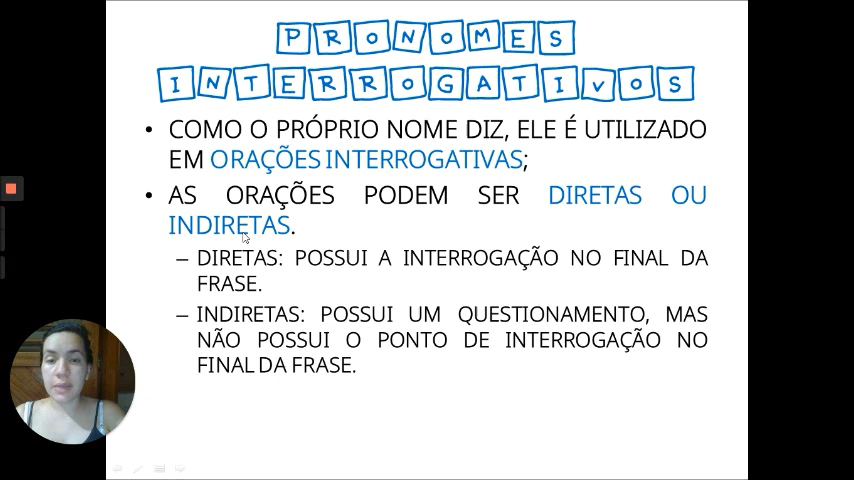 PRONOMES
INTERROGATIVOS
• COMO O PRÓPRIO NOME DIZ, ELE É UTILIZADO
EM ORAÇÕES INTERROGATIVAS;
• AS ORAÇÕES PODEM SER DIRETAS OU
INDIRETAS.
– DIRETAS: POSSUI A INTERROGAÇÃO NO FINAL DA
FRASE.
– INDIRETAS: POSSUI UM QUESTIONAMENTO, MAS
NÃO POSSUI O PONTO DE INTERROGAÇÃO NO
FINAL DA FRASE.